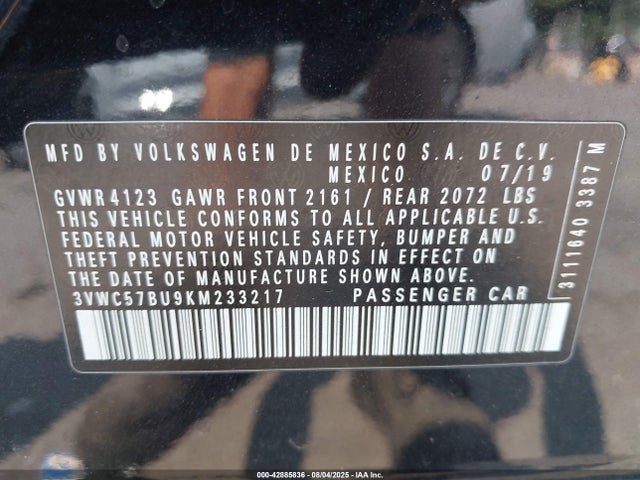 MFD BY VOLKSWAGEN DE MEXICO S.A. DE C.V.
MEXICO 07/19
GVWR 4123 GAWR FRONT 2161 / REAR 2072 LBS
THIS VEHICLE CONFORMS TO ALL APPLICABLE U.S.
FEDERAL MOTOR VEHICLE SAFETY, BUMPER AND
THEFT PREVENTION STANDARDS IN EFFECT ON
THE DATE OF MANUFACTURE SHOWN ABOVE.
3VWC57BU9KM233217 PASSENGER CAR
3111640 3387 M
000-42885836 - 08/04/2025 - IAA Inc.